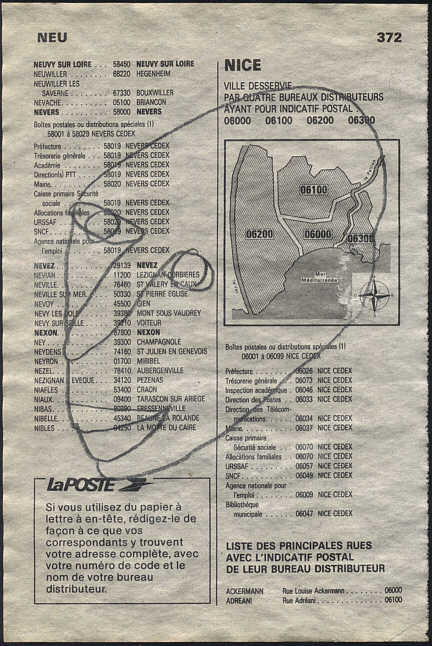 NEU
372
NEUVY SUR LOIRE . . . 58450 NEUVY SUR LOIRE
NEUWILLER . . . . 68220 HEGENHEIM
NEUWILLER LES
SAVERNE . . . . 67330 BOUXWILLER
NEVACHE . . . . 05100 BRIANCON
NEVERS . . . . 58000 NEVERS
Boîtes postales ou distributions spéciales (1)
58001 à 58029 NEVERS CEDEX
Préfecture . . . . 58019 NEVERS CEDEX
Trésorerie générale . . . . 58019 NEVERS CEDEX
Académie . . . . 58019 NEVERS CEDEX
Direction(s) PTT . . . . 58019 NEVERS CEDEX
Mairie . . . . 58020 NEVERS CEDEX
Caisse primaire Sécurité
sociale . . . . 58019 NEVERS CEDEX
Allocations familiales NEVERS CEDEX
URSSAF NEVERS CEDEX
SNCF NEVERS CEDEX
Agence nationale pour
l'emploi . . . . 58019 NEVERS CEDEX
NEVEZ 29139 NEVEZ
NEVIAN . . . . 11200 LEZIGNAN CORBIERES
NEVILLE . . . . 76460 ST VALERY EN CAUX
NEVILLE SUR MER . . . . 50330 ST PIERRE EGLISE
NEVOY . . . . 45500 GIEN
NEVY LES DOLE 39380 MONT SOUS VAUDREY
NEVY SUR SEILLE 39210 VOITEUR
NEXON 87800 NEXON
NEY . . . . 39300 CHAMPAGNOLE
NEYDENS . . . . 74160 ST JULIEN EN GENEVOIS
NEYRON . . . . 01700 MIRIBEL
NEZEL . . . . 78410 AUBERGENVILLE
NEZIGNAN L EVEQUE . . . 34120 PEZENAS
NIAFLES . . . . 53400 CRAON
NIAUX . . . . 09400 TARASCON SUR ARIEGE
NIBAS . . . . FRESSENNEVILLE
NIBELLE . . . . 45340 BEAUNE LA ROLANDE
NIBLES . . . . 04250 LA MOTTE DU CAIRE
LA POSTE
Si vous utilisez du papier à
lettre à en-tête, rédigez-le de
façon à ce que vos
correspondants y trouvent
votre adresse complète, avec
votre numéro de code et le
nom de votre bureau
distributeur.
NICE
VILLE DESSERVIE
PAR QUATRE BUREAUX DISTRIBUTEURS
AYANT POUR INDICATIF POSTAL :
06000 06100 06200 06300
06100
06200
06000
06300
Mer
Méditerranée
Boîtes postales ou distributions spéciales (1)
06001 à 06099 NICE CEDEX
Préfecture . . . . 06026 NICE CEDEX
Trésorerie générale . . . . 06073 NICE CEDEX
Inspection académique . . . 06046 NICE CEDEX
Direction des Postes . . . . 06033 NICE CEDEX
Direction des Télécom-
munications . . . . 06034 NICE CEDEX
Mairie . . . . 06037 NICE CEDEX
Caisse primaire
Sécurité sociale . . . . 06070 NICE CEDEX
Allocations familiales . . . . 06070 NICE CEDEX
URSSAF . . . . 06057 NICE CEDEX
SNCF . . . . 06049 NICE CEDEX
Agence nationale pour
l'emploi . . . . 06009 NICE CEDEX
Bibliothèque
municipale . . . . 06047 NICE CEDEX
LISTE DES PRINCIPALES RUES
AVEC L'INDICATIF POSTAL
DE LEUR BUREAU DISTRIBUTEUR
ACKERMANN Rue Louise Ackermann . . . . 06000
ADREANI Rue Adréani . . . . 06100